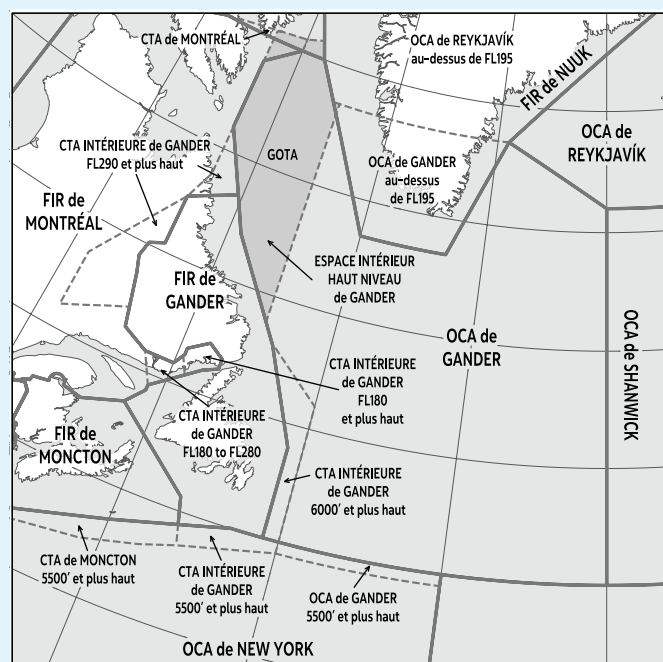 CTA de MONTRÉAL
OCA de REYKJAVÍK
au-dessus de FL195
FIR de NUUK
OCA de
REYKJAVÍK
CTA INTÉRIEURE de GANDER
FL290 et plus haut
GOTA
OCA de GANDER
au-dessus
de FL195
FIR de
MONTRÉAL
ESPACE INTÉRIEUR
HAUT NIVEAU
de GANDER
FIR de
GANDER
OCA de
GANDER
OCA de SHANWICK
CTA INTÉRIEURE
de GANDER
FL180
et plus haut
CTA INTÉRIEURE
de GANDER
FL180 to FL280
FIR de
MONCTON
CTA INTÉRIEURE
de GANDER
6000' et plus haut
CTA de MONCTON
5500' et plus haut
CTA INTÉRIEURE
de GANDER
5500' et plus haut
OCA de GANDER
5500' et plus haut
OCA de NEW YORK